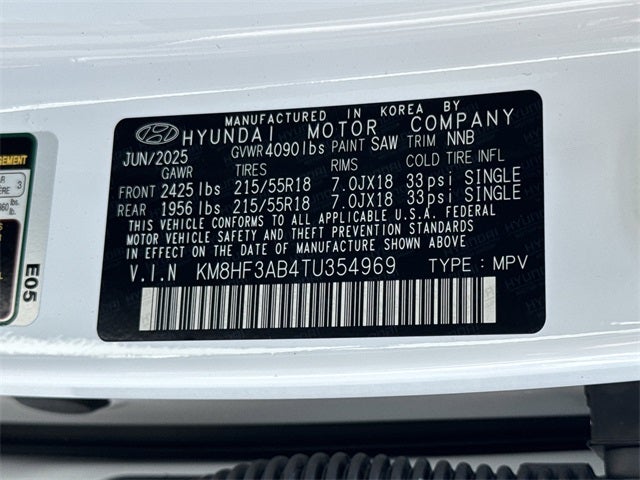 MANUFACTURED IN KOREA BY
HYUNDAI MOTOR COMPANY
JUN/2025 GVWR 4090lbs PAINT SAW TRIM NNB
GAWR TIRES RIMS COLD TIRE INFL
FRONT 2425 lbs 215/55R18 7.0JX18 33psi SINGLE
REAR 1956 lbs 215/55R18 7.0JX18 33psi SINGLE
THIS VEHICLE CONFORMS TO ALL APPLICABLE U.S.A. FEDERAL
MOTOR VEHICLE SAFETY AND THEFT PREVENTION STANDARDS
IN EFFECT ON THE DATE OF MANUFACTURE SHOWN ABOVE.
V.I.N KM8HF3AB4TU354969 TYPE : MPV
E05